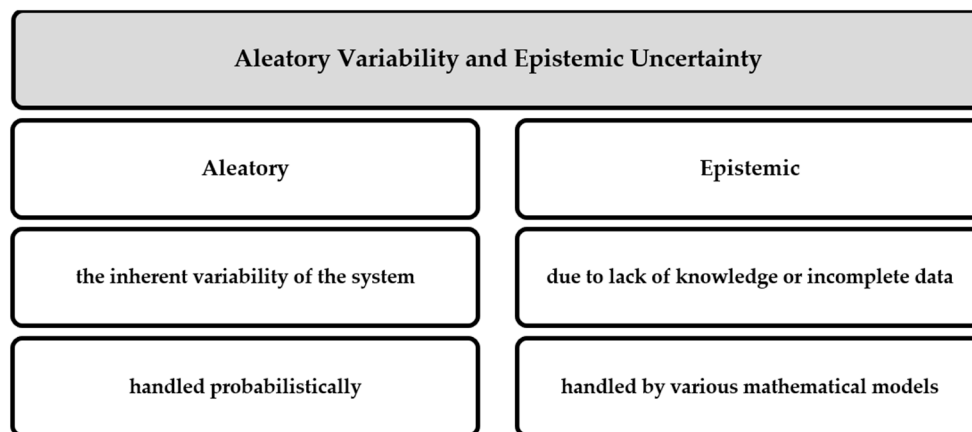 Aleatory Variability and Epistemic Uncertainty
Aleatory
Epistemic
the inherent variability of the system
due to lack of knowledge or incomplete data
handled probabilistically
handled by various mathematical models